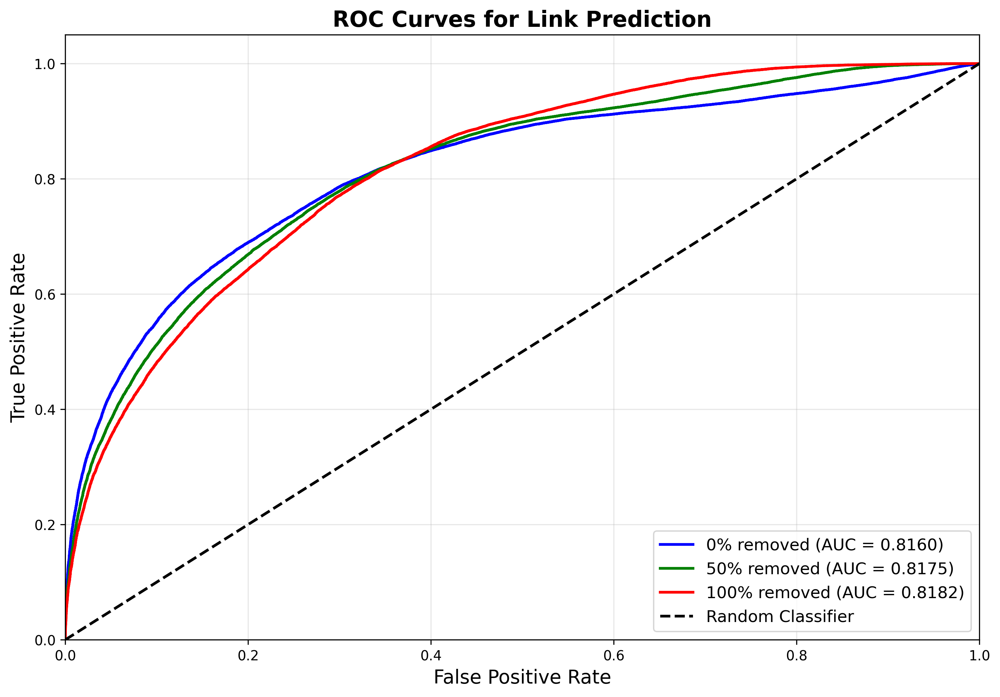 ROC Curves for Link Prediction
True Positive Rate
1.0
0.8
0.6
0.4
0.2
0.0
0% removed (AUC = 0.8160)
50% removed (AUC = 0.8175)
100% removed (AUC = 0.8182)
Random Classifier
0.0 0.2 0.4 0.6 0.8 1.0
False Positive Rate